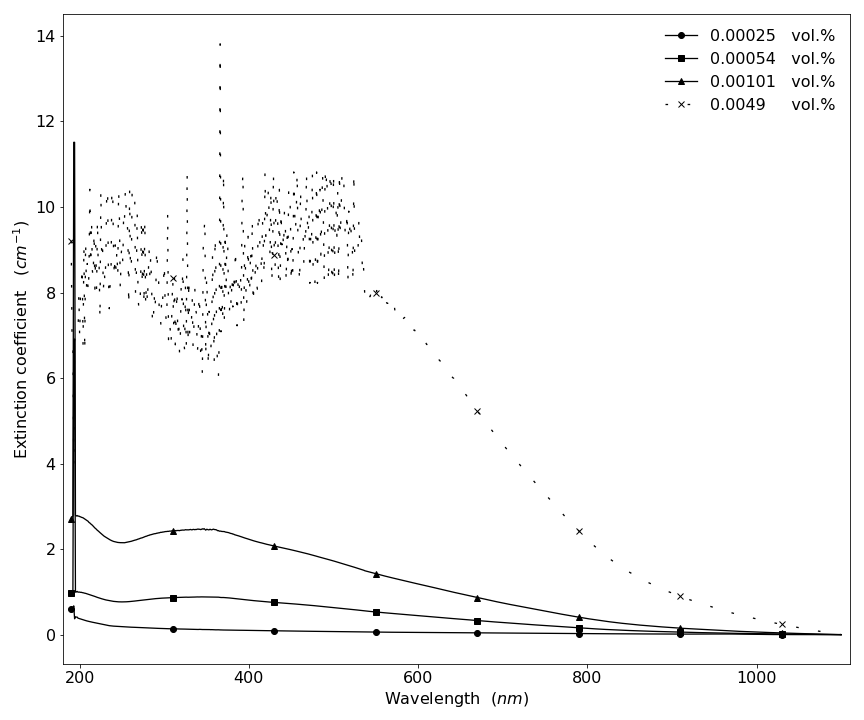 14
12
10
8
6
4
2
0
Extinction coefficient (cm⁻¹)
0.00025 vol.%
0.00054 vol.%
0.00101 vol.%
0.0049 vol.%
200 400 600 800 1000
Wavelength (nm)